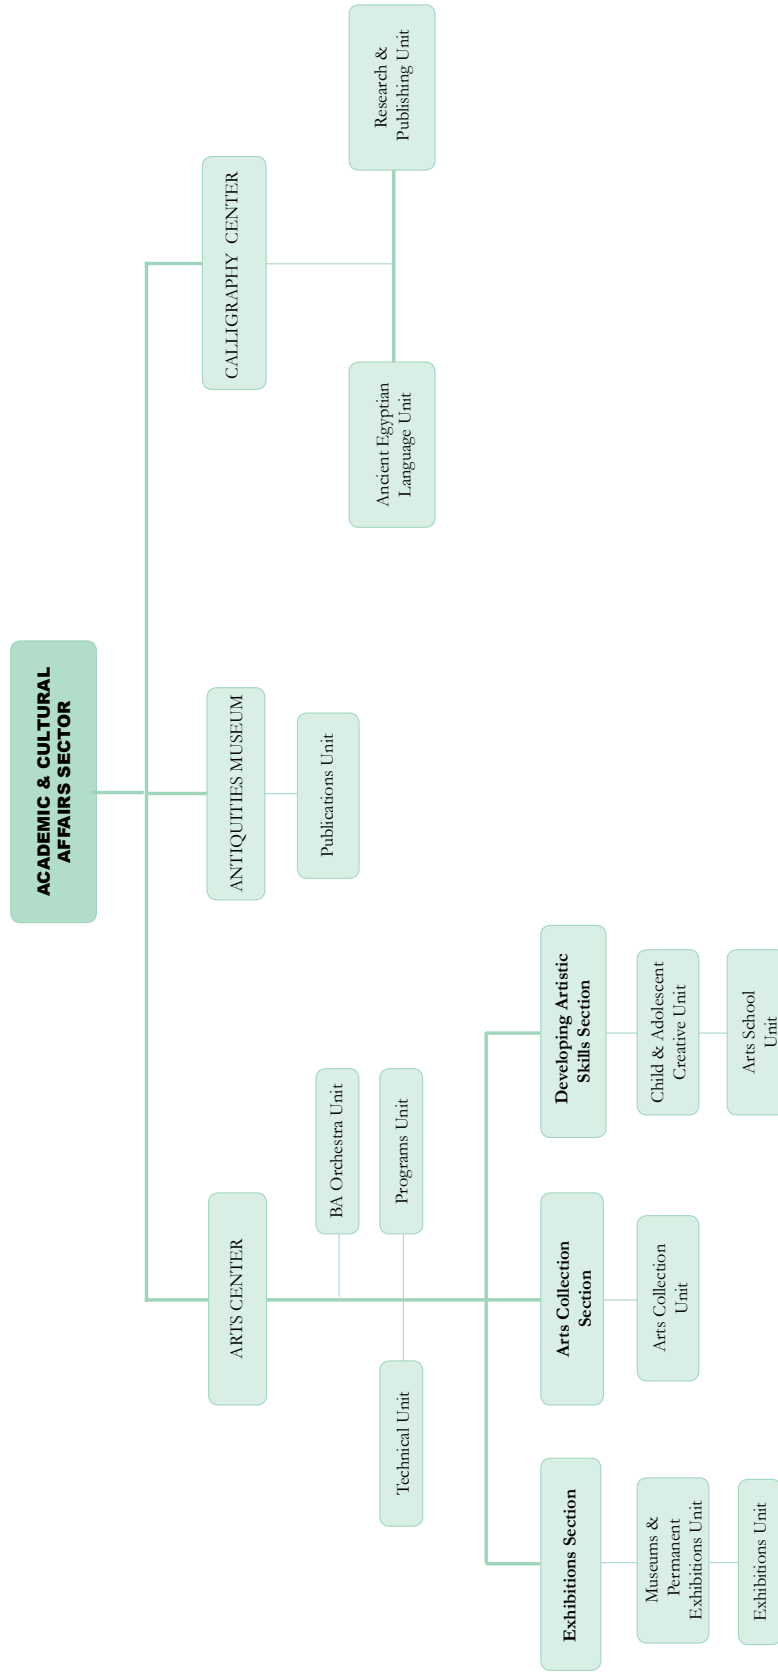 ACADEMIC & CULTURAL
AFFAIRS SECTOR
ARTS CENTER
ANTIQUITIES MUSEUM
CALLIGRAPHY CENTER
BA Orchestra Unit
Technical Unit
Programs Unit
Publications Unit
Ancient Egyptian
Language Unit
Research &
Publishing Unit
Exhibitions Section
Arts Collection
Section
Developing Artistic
Skills Section
Museums &
Permanent
Exhibitions Unit
Arts Collection
Unit
Child & Adolescent
Creative Unit
Exhibitions Unit
Arts School
Unit